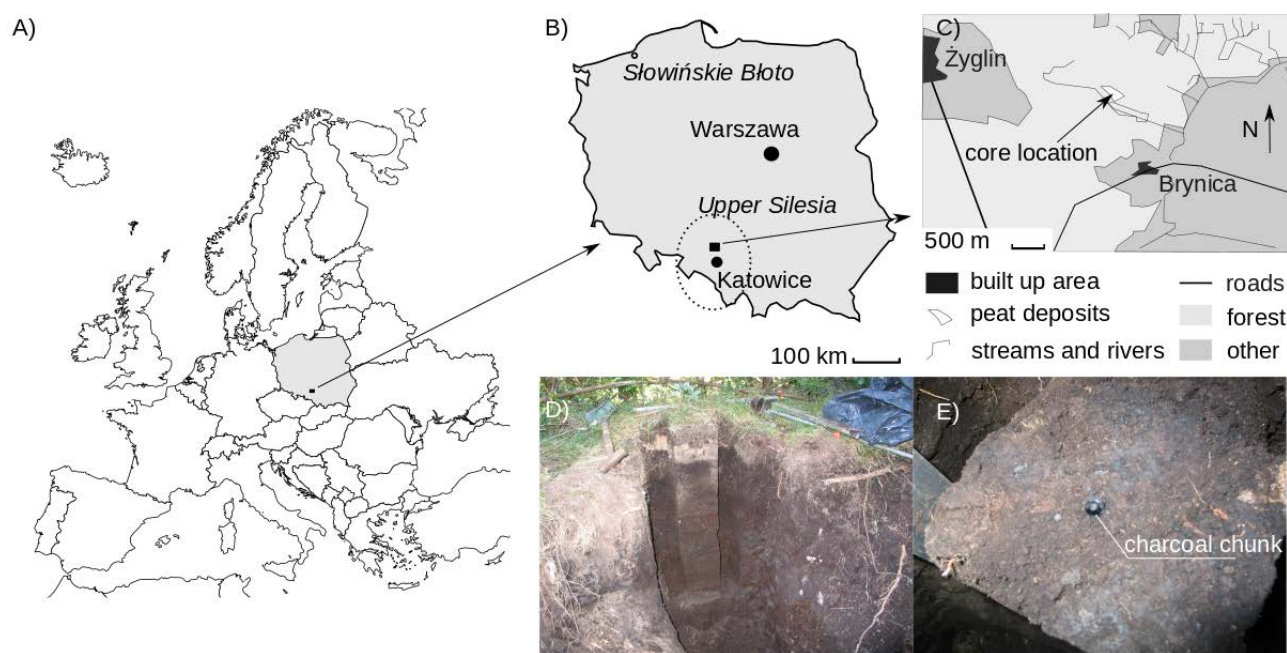 A)
B)
Słowińskie Błoto
Warszawa
Upper Silesia
Katowice
100 km
C)
Żyglin
core location
N
Brynica
500 m
built up area
roads
peat deposits
forest
streams and rivers
other
D)
E)
charcoal chunk